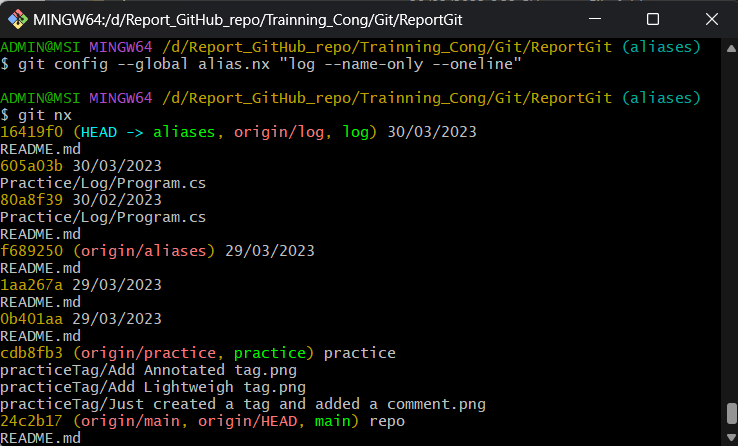 MINGW64:/d/Report_GitHub_repo/Trainning_Cong/Git/ReportGit
ADMIN@MSI MINGW64 /d/Report_GitHub_repo/Trainning_Cong/Git/ReportGit (aliases)
$ git config --global alias.nx "log --name-only --oneline"
ADMIN@MSI MINGW64 /d/Report_GitHub_repo/Trainning_Cong/Git/ReportGit (aliases)
$ git nx
16419f0 (HEAD -> aliases, origin/log, log) 30/03/2023
README.md
605a03b 30/03/2023
Practice/Log/Program.cs
80a8f39 30/02/2023
Practice/Log/Program.cs
README.md
f689250 (origin/aliases) 29/03/2023
README.md
1aa267a 29/03/2023
README.md
0b401aa 29/03/2023
README.md
cdb8fb3 (origin/practice, practice) practice
practiceTag/Add Annotated tag.png
practiceTag/Add Lightweigh tag.png
practiceTag/Just created a tag and added a comment.png
24c2b17 (origin/main, origin/HEAD, main) repo
README.md